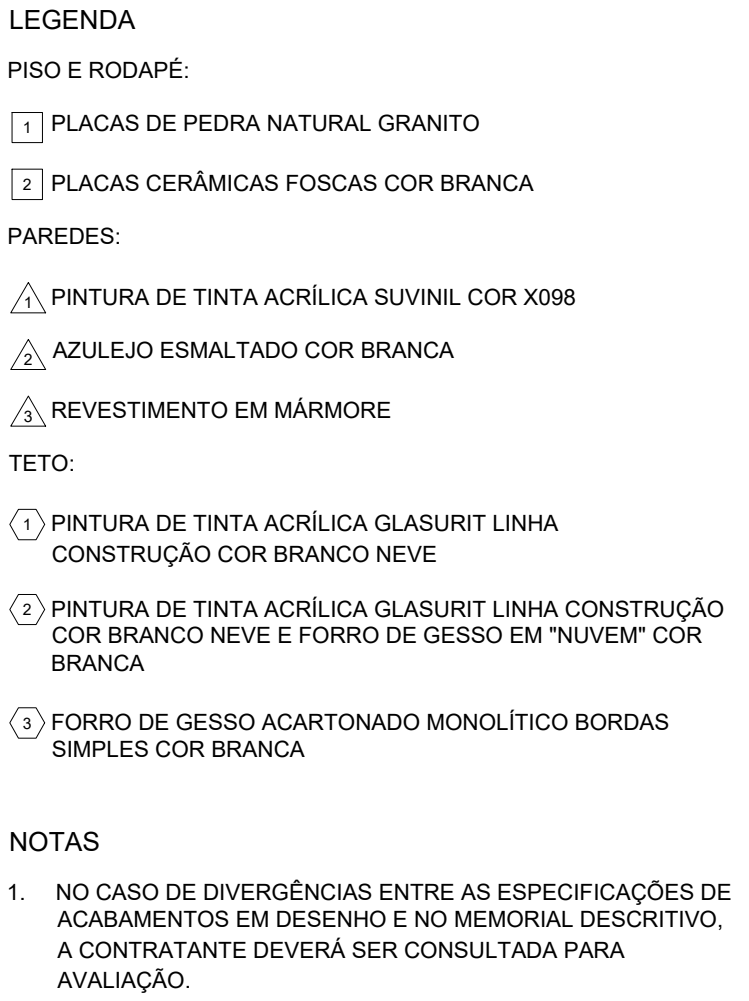 LEGENDA
PISO E RODAPÉ:
1 PLACAS DE PEDRA NATURAL GRANITO
2 PLACAS CERÂMICAS FOSCAS COR BRANCA
PAREDES:
1 PINTURA DE TINTA ACRÍLICA SUVINIL COR X098
2 AZULEJO ESMALTADO COR BRANCA
3 REVESTIMENTO EM MÁRMORE
TETO:
1 PINTURA DE TINTA ACRÍLICA GLASURIT LINHA
CONSTRUÇÃO COR BRANCO NEVE
2 PINTURA DE TINTA ACRÍLICA GLASURIT LINHA CONSTRUÇÃO
COR BRANCO NEVE E FORRO DE GESSO EM "NUVEM" COR
BRANCA
3 FORRO DE GESSO ACARTONADO MONOLÍTICO BORDAS
SIMPLES COR BRANCA
NOTAS
1. NO CASO DE DIVERGÊNCIAS ENTRE AS ESPECIFICAÇÕES DE
ACABAMENTOS EM DESENHO E NO MEMORIAL DESCRITIVO,
A CONTRATANTE DEVERÁ SER CONSULTADA PARA
AVALIAÇÃO.